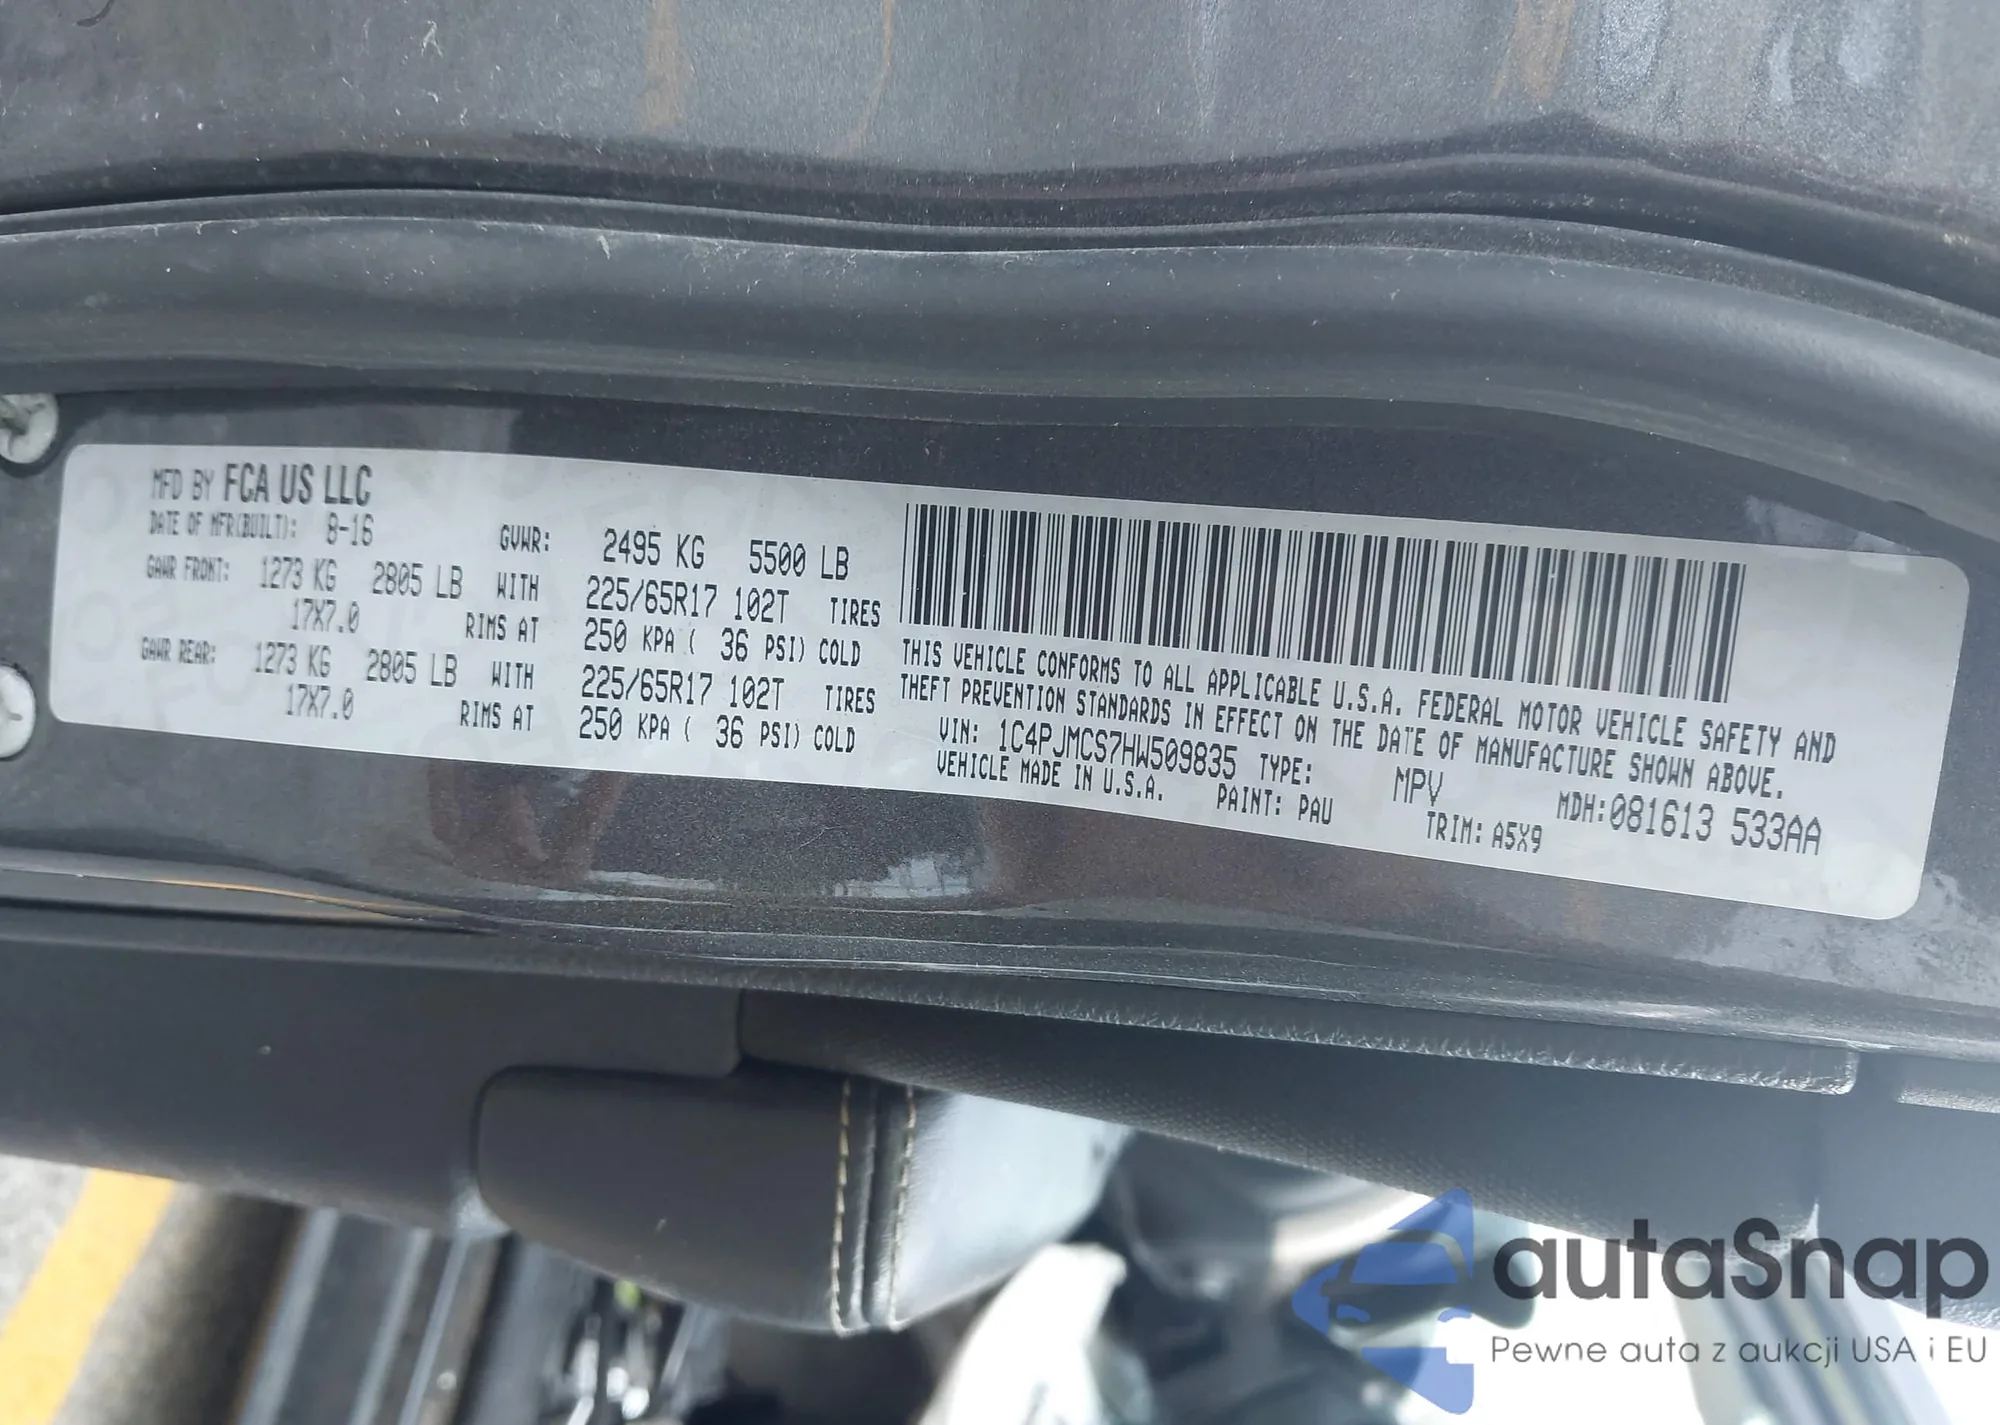 MFD BY FCA US LLC
DATE OF MFR(BUILT): 8-16 GVWR: 2495 KG 5500 LB
GAWR FRONT: 1273 KG 2805 LB WITH 225/65R17 102T TIRES
17X7.0 RIMS AT 250 KPA ( 36 PSI) COLD
GAWR REAR: 1273 KG 2805 LB WITH 225/65R17 102T TIRES
17X7.0 RIMS AT 250 KPA ( 36 PSI) COLD
THIS VEHICLE CONFORMS TO ALL APPLICABLE U.S.A. FEDERAL MOTOR VEHICLE SAFETY AND
THEFT PREVENTION STANDARDS IN EFFECT ON THE DATE OF MANUFACTURE SHOWN ABOVE.
VIN: 1C4PJMCS7HW509835 TYPE: MPV MDH:081613 533AA
VEHICLE MADE IN U.S.A. PAINT: PAU TRIM: A5X9
autaSnap
Pewne auta z aukcji USA i EU